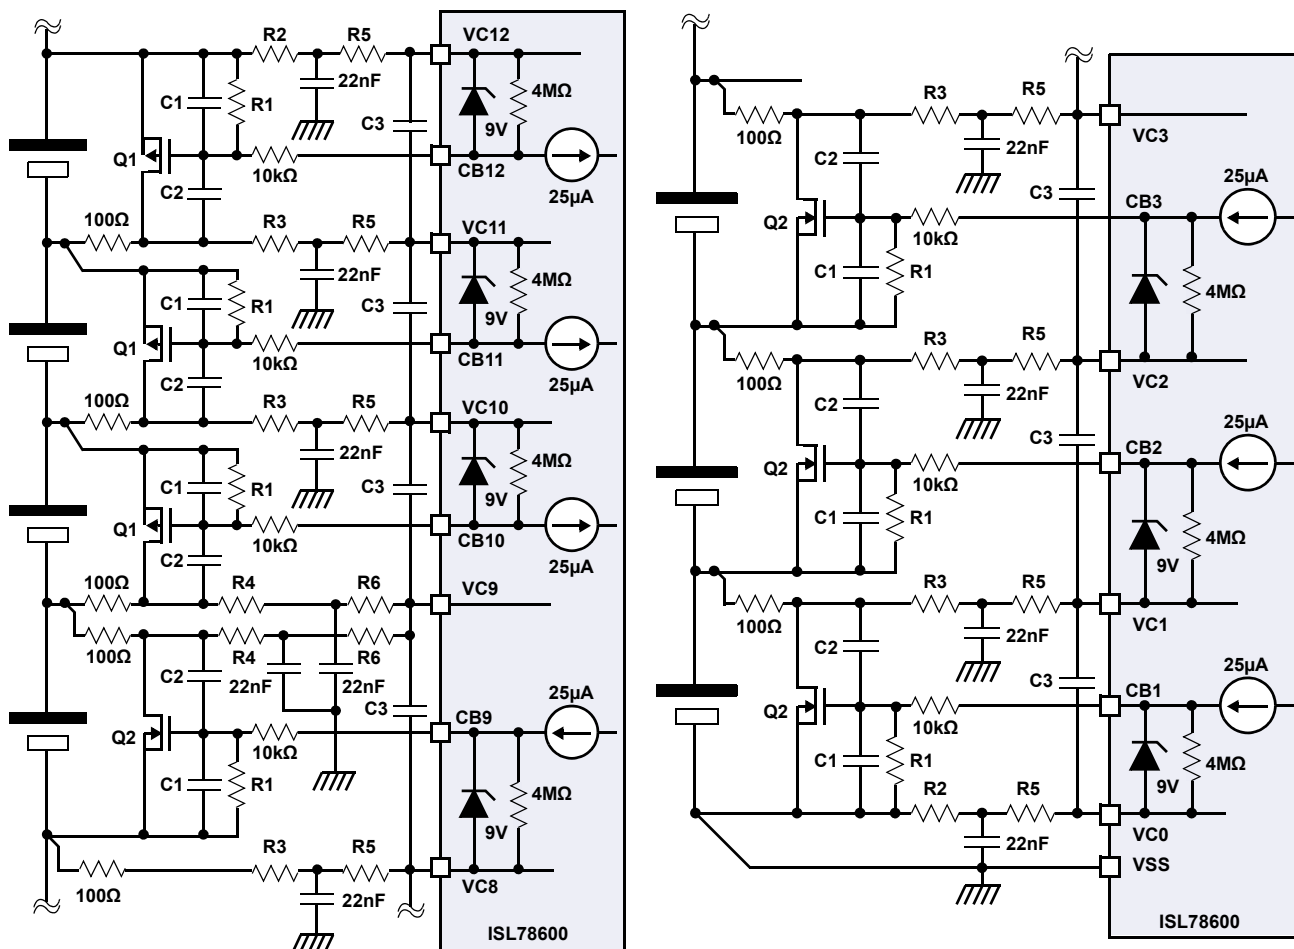 R2
R5
VC12
22nF
C1
R1
4MΩ
C3
9V
Q1
10kΩ
CB12
C2
25µA
100Ω
R3
R5
VC11
22nF
C1
R1
4MΩ
C3
9V
Q1
10kΩ
CB11
C2
25µA
100Ω
R3
R5
VC10
22nF
C1
R1
4MΩ
C3
9V
Q1
10kΩ
CB10
C2
25µA
100Ω
R4
R6
VC9
100Ω
R4
R6
C2
22nF
22nF
25µA
C3
CB9
Q2
10kΩ
C1
R1
4MΩ
9V
R3
R5
100Ω
VC8
22nF
ISL78600
R3
R5
100Ω
VC3
22nF
C2
25µA
C3
CB3
Q2
10kΩ
C1
R1
4MΩ
9V
R3
R5
100Ω
VC2
22nF
C2
25µA
C3
CB2
Q2
10kΩ
C1
R1
4MΩ
9V
R3
R5
100Ω
VC1
22nF
C2
25µA
C3
CB1
Q2
10kΩ
C1
R1
4MΩ
9V
R2
R5
VC0
22nF
VSS
ISL78600